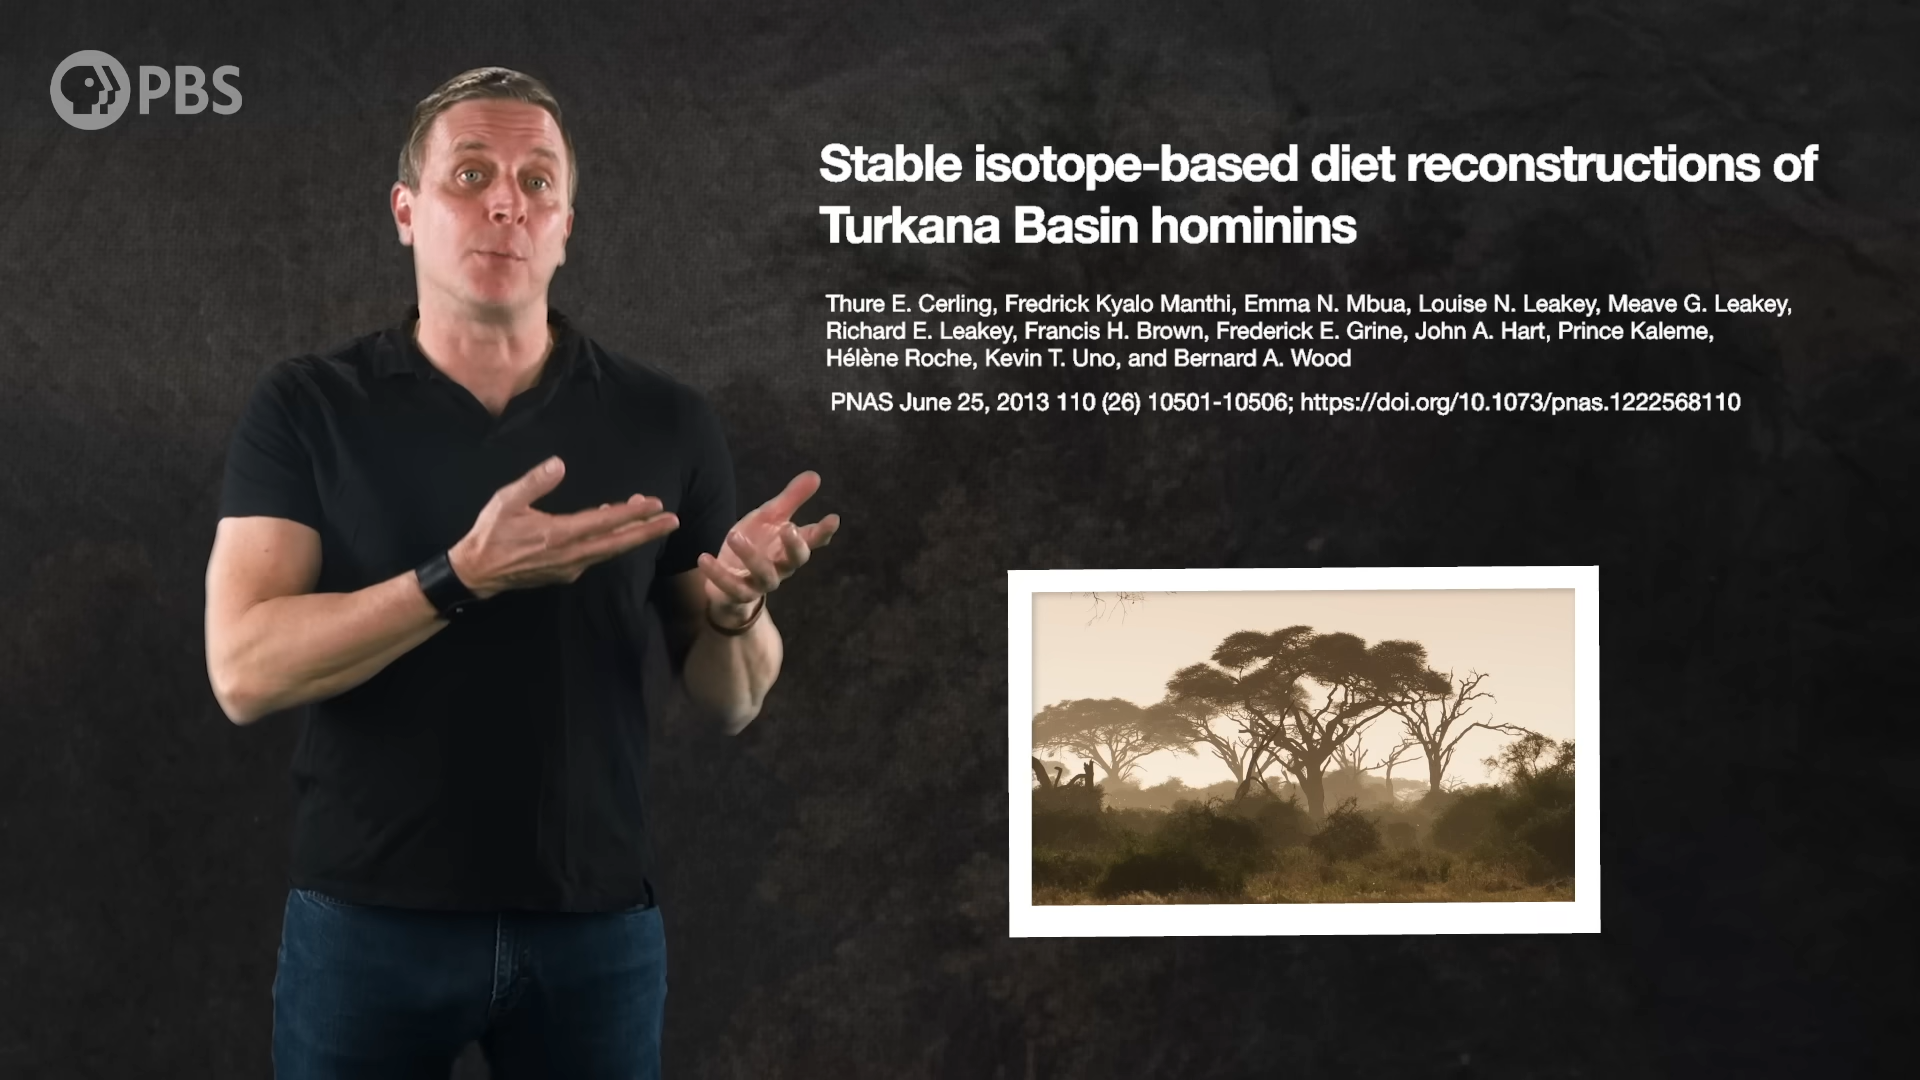 PBS
Stable isotope-based diet reconstructions of
Turkana Basin hominins
Thure E. Cerling, Fredrick Kyalo Manthi, Emma N. Mbua, Louise N. Leakey, Meave G. Leakey,
Richard E. Leakey, Francis H. Brown, Frederick E. Grine, John A. Hart, Prince Kaleme,
Hélène Roche, Kevin T. Uno, and Bernard A. Wood
PNAS June 25, 2013 110 (26) 10501-10506; https://doi.org/10.1073/pnas.1222568110